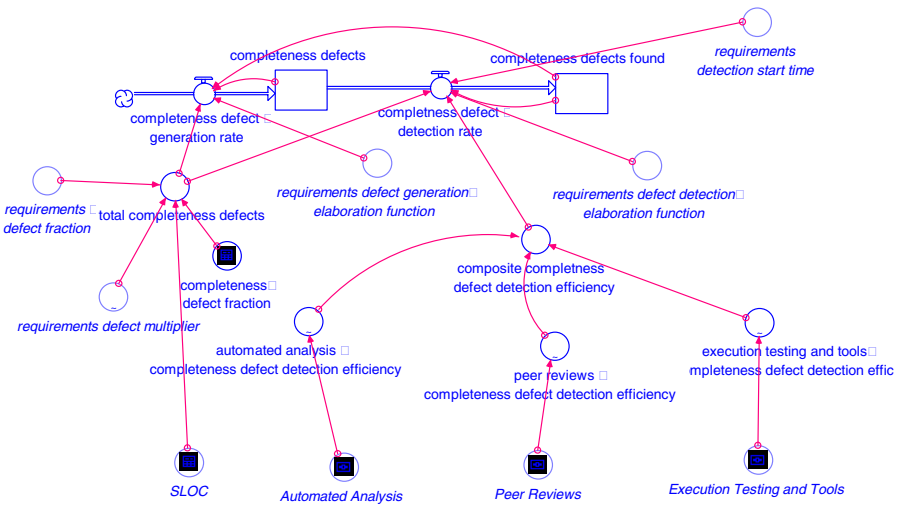 completeness defects
completeness defects found
requirements
detection start time
completeness defect
generation rate
completness defect
detection rate
requirements defect generation
elaboration function
requirements defect detection
elaboration function
requirements
defect fraction
total completeness defects
completeness
defect fraction
composite completness
defect detection efficiency
requirements defect multiplier
automated analysis
completeness defect detection efficiency
peer reviews
completeness defect detection efficiency
execution testing and tools
mpleteness defect detection effic
SLOC
Automated Analysis
Peer Reviews
Execution Testing and Tools